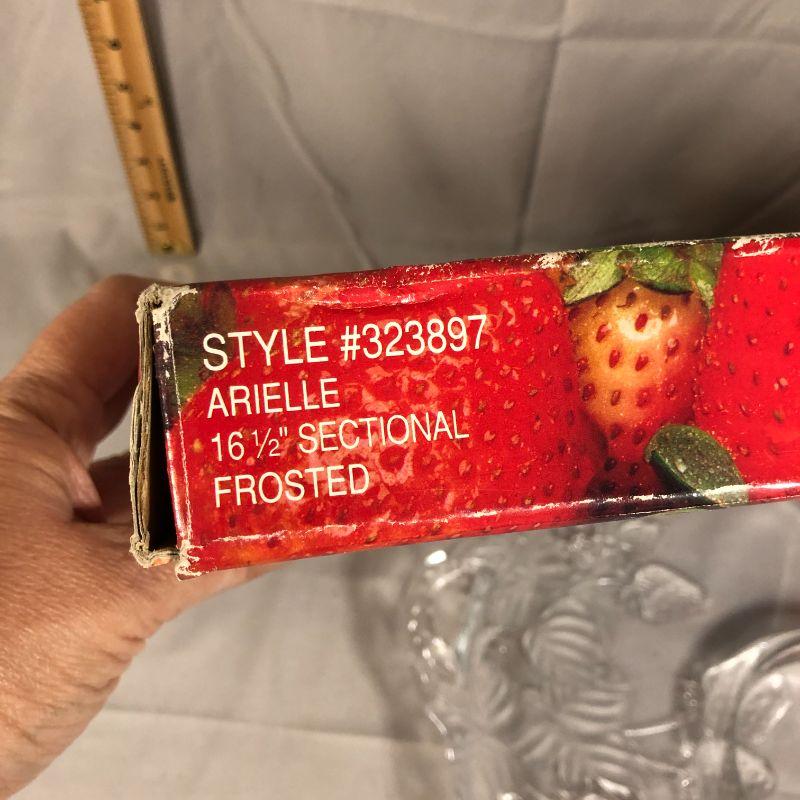 STYLE #323897
ARIELLE
16 ½" SECTIONAL
FROSTED